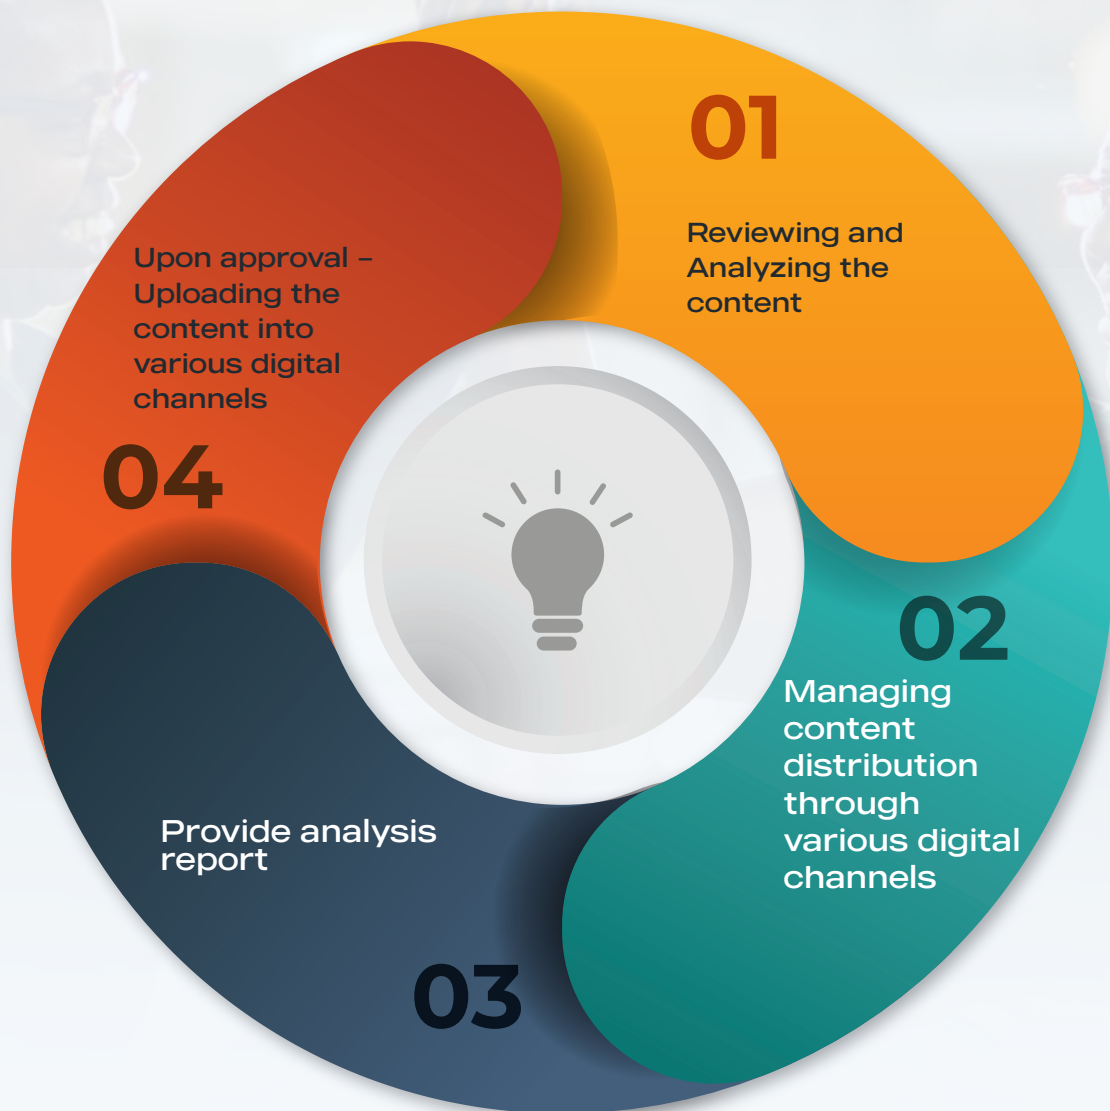 01
Reviewing and
Analyzing the
content
02
Managing
content
distribution
through
various digital
channels
03
Provide analysis
report
04
Upon approval –
Uploading the
content into
various digital
channels